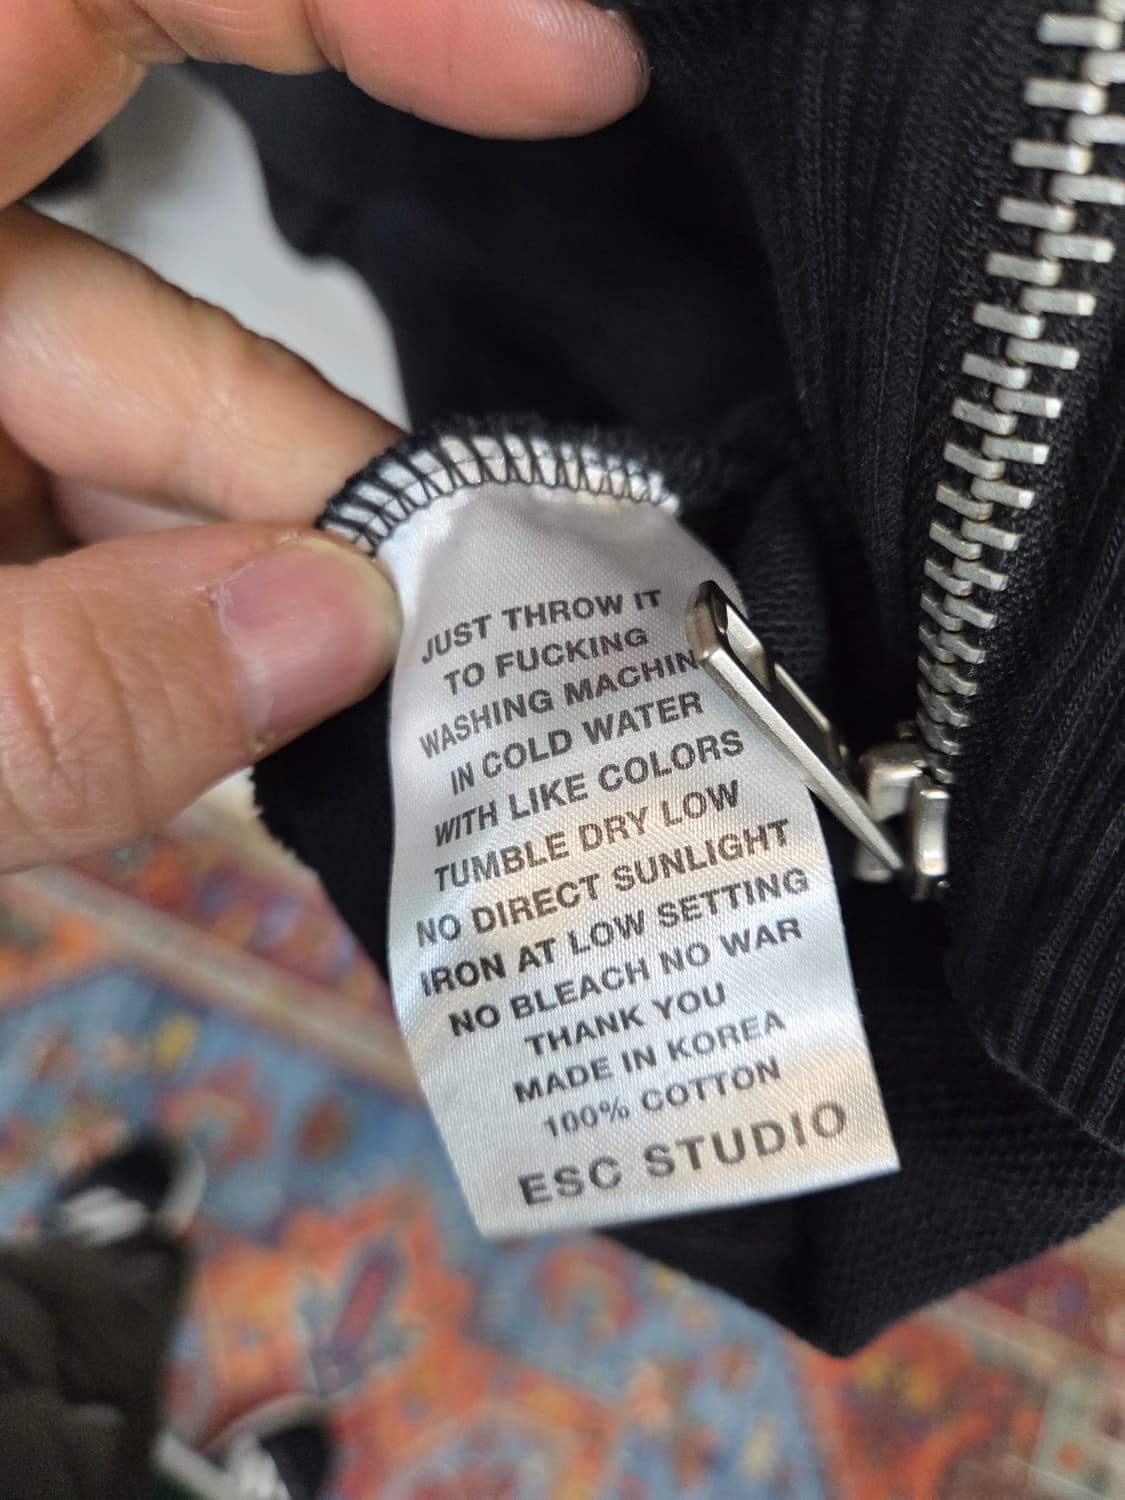 JUST THROW IT
TO FUCKING
WASHING MACHIN
IN COLD WATER
WITH LIKE COLORS
TUMBLE DRY LOW
NO DIRECT SUNLIGHT
IRON AT LOW SETTING
NO BLEACH NO WAR
THANK YOU
MADE IN KOREA
100% COTTON
ESC STUDIO